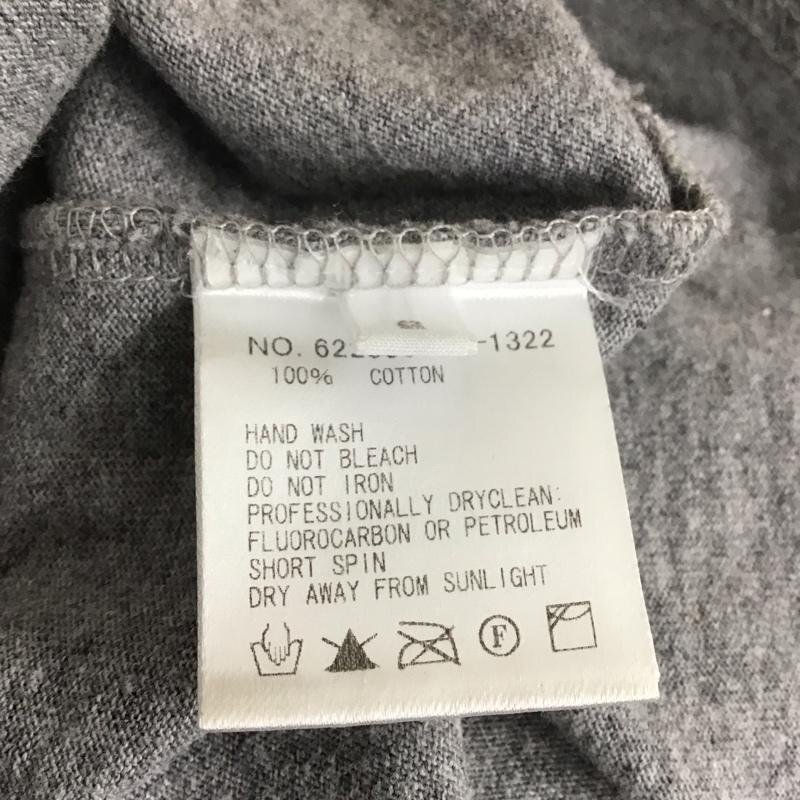 NO. -1322
100% COTTON
HAND WASH
DO NOT BLEACH
DO NOT IRON
PROFESSIONALLY DRYCLEAN:
FLUOROCARBON OR PETROLEUM
SHORT SPIN
DRY AWAY FROM SUNLIGHT
F